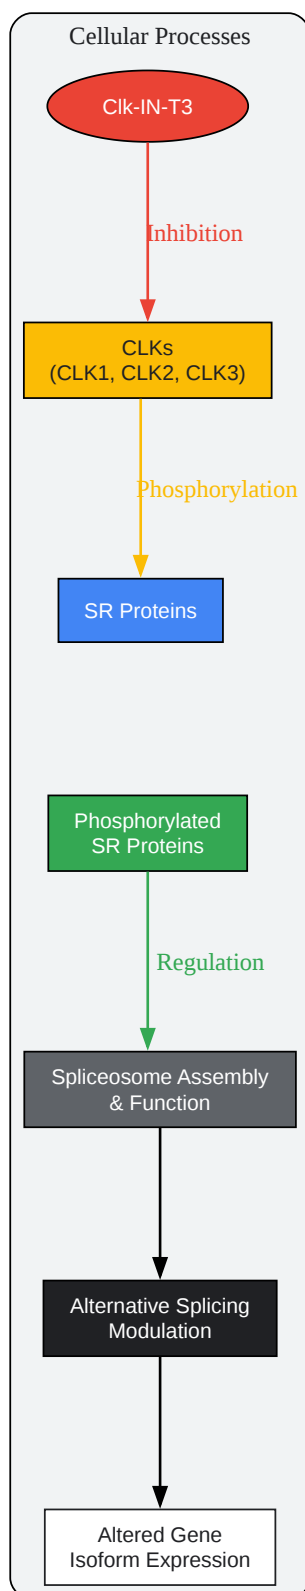 Cellular Processes
Clk-IN-T3
Inhibition
CLKs
(CLK1, CLK2, CLK3)
Phosphorylation
SR Proteins
Phosphorylated
SR Proteins
Regulation
Spliceosome Assembly
& Function
Alternative Splicing
Modulation
Altered Gene
Isoform Expression